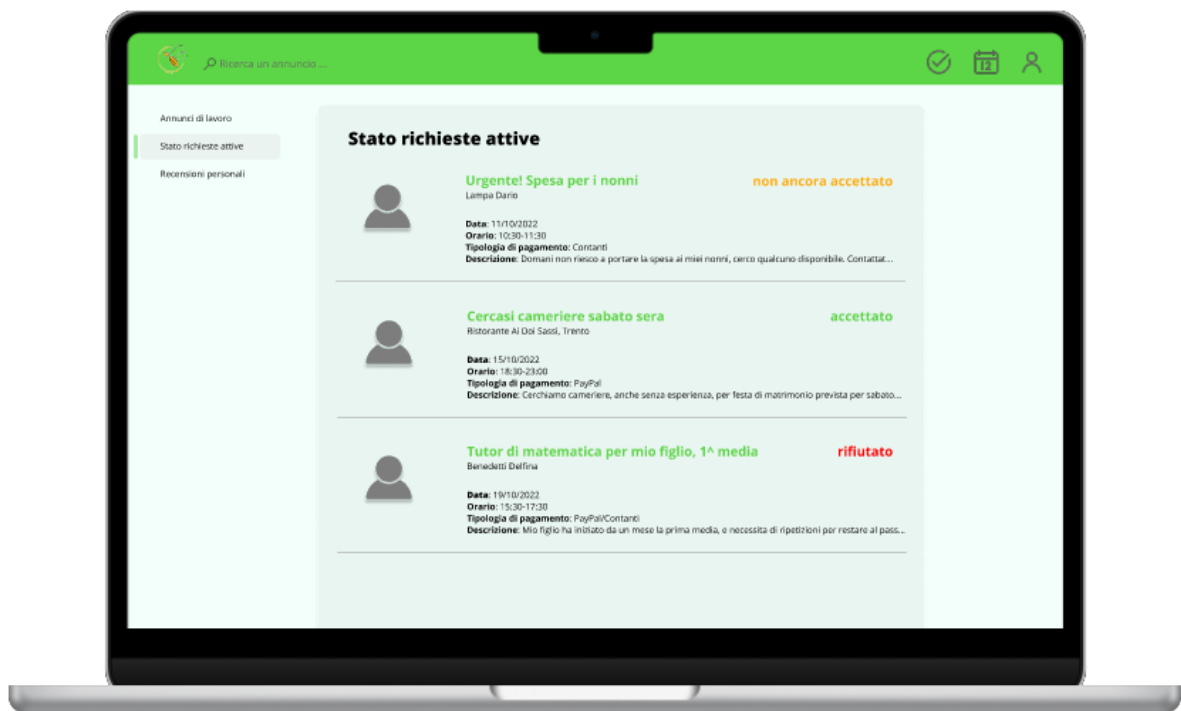 Ricerca un annuncio ...
12
Annunci di lavoro
Stato richieste attive
Recensioni personali
Stato richieste attive
Urgente! Spesa per i nonni
non ancora accettato
Lampa Dario
Data: 11/10/2022
Orario: 10:30-11:30
Tipologia di pagamento: Contanti
Descrizione: Domani non riesco a portare la spesa ai miei nonni, cerco qualcuno disponibile. Contattat...
Cercasi cameriere sabato sera
accettato
Ristorante Ai Doi Sassi, Trento
Data: 15/10/2022
Orario: 18:30-23:00
Tipologia di pagamento: PayPal
Descrizione: Cerchiamo cameriere, anche senza esperienza, per festa di matrimonio prevista per sabato...
Tutor di matematica per mio figlio, 1^ media
rifiutato
Benedetti Delfina
Data: 19/10/2022
Orario: 15:30-17:30
Tipologia di pagamento: PayPal/Contanti
Descrizione: Mio figlio ha iniziato da un mese la prima media, e necessita di ripetizioni per restare al pass...